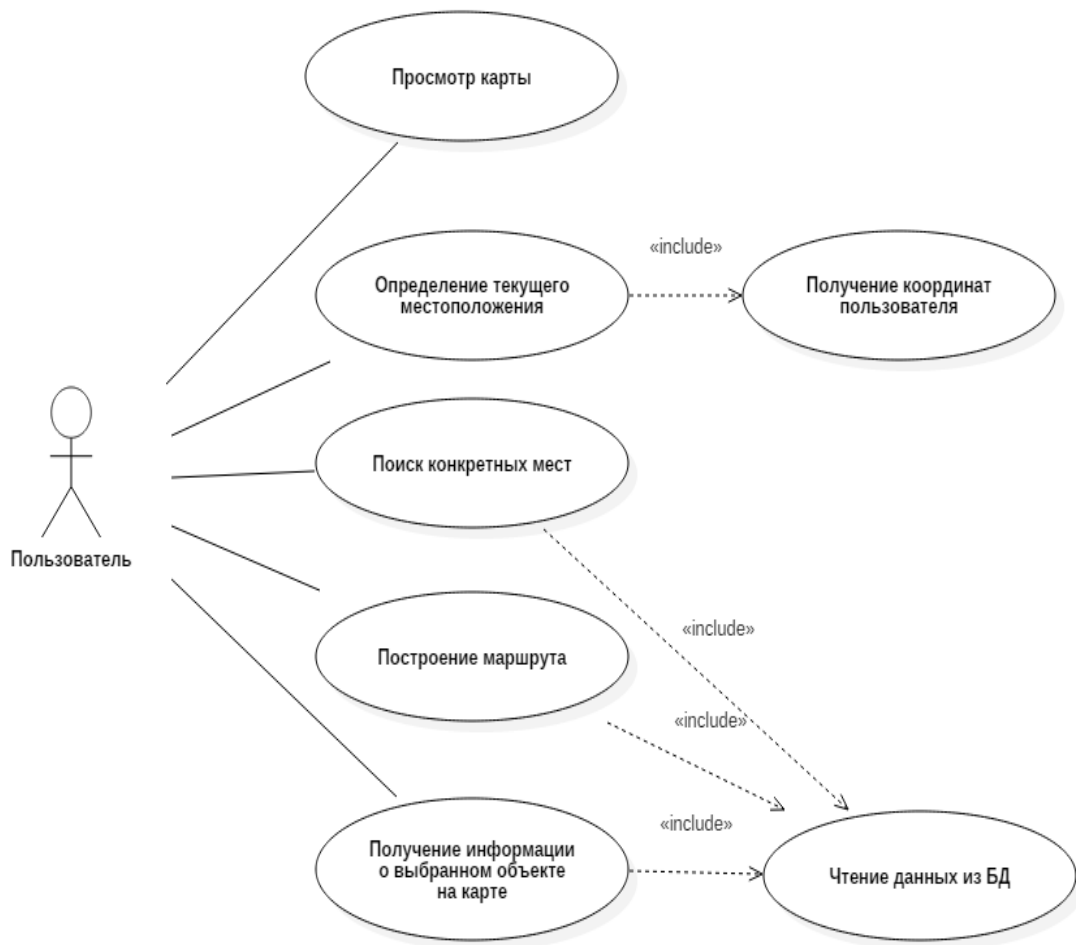 Просмотр карты
Определение текущего
местоположения
«include»
Получение координат
пользователя
Поиск конкретных мест
Пользователь
«include»
Построение маршрута
«include»
«include»
Получение информации
о выбранном объекте
на карте
Чтение данных из БД